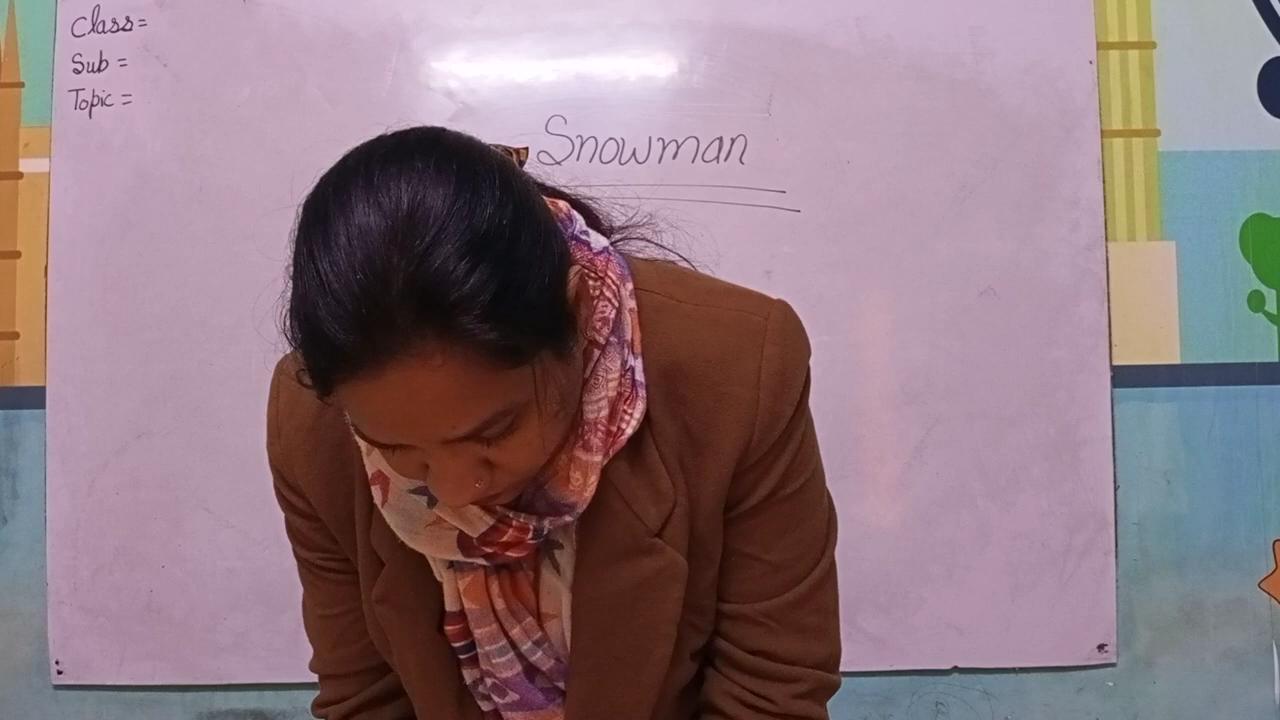 Class=
Sub =
Topic =
Snowman